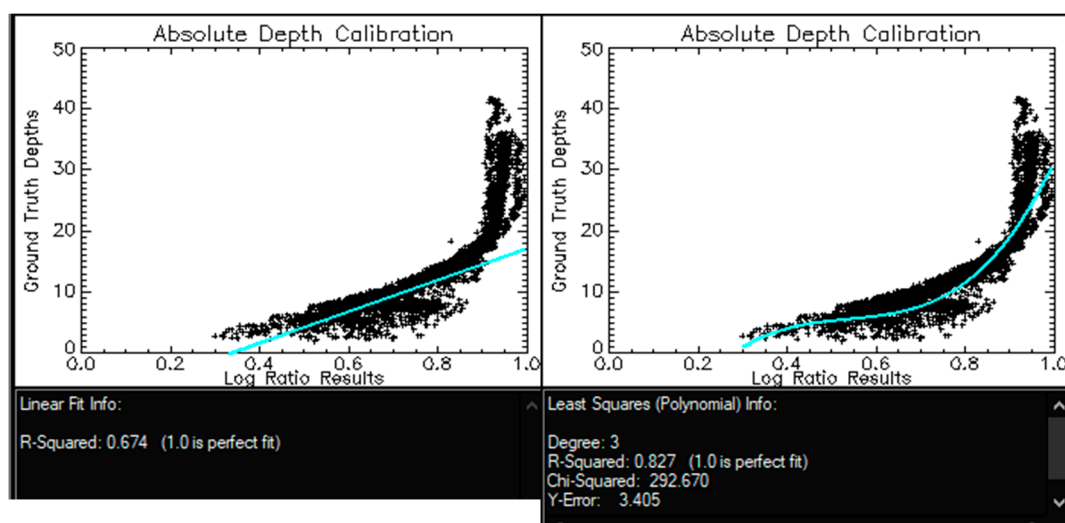 Absolute Depth Calibration
50
40
30
20
10
0
Ground Truth Depths
0.0 0.2 0.4 0.6 0.8 1.0
Log Ratio Results
Linear Fit Info:
R-Squared: 0.674 (1.0 is perfect fit)
Absolute Depth Calibration
50
40
30
20
10
0
Ground Truth Depths
0.0 0.2 0.4 0.6 0.8 1.0
Log Ratio Results
Least Squares (Polynomial) Info:
Degree: 3
R-Squared: 0.827 (1.0 is perfect fit)
Chi-Squared: 292.670
Y-Error: 3.405